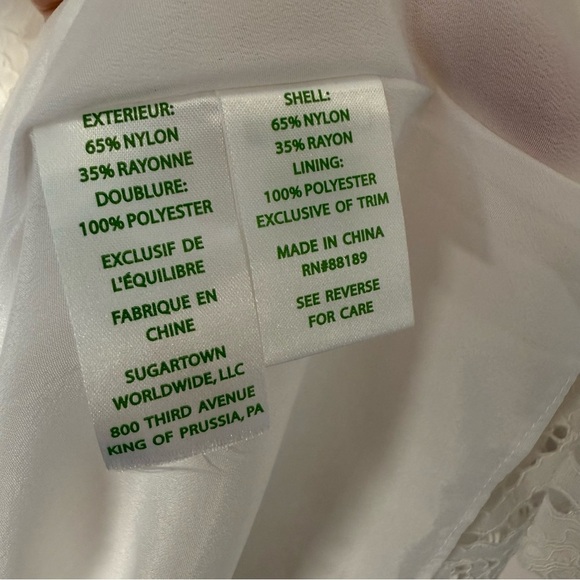 EXTERIEUR:
65% NYLON
35% RAYONNE
DOUBLURE:
100% POLYESTER
EXCLUSIF DE
L'ÉQUILIBRE
FABRIQUE EN
CHINE
SUGARTOWN
WORLDWIDE, LLC
800 THIRD AVENUE
KING OF PRUSSIA, PA
SHELL:
65% NYLON
35% RAYON
LINING:
100% POLYESTER
EXCLUSIVE OF TRIM
MADE IN CHINA
RN#88189
SEE REVERSE
FOR CARE